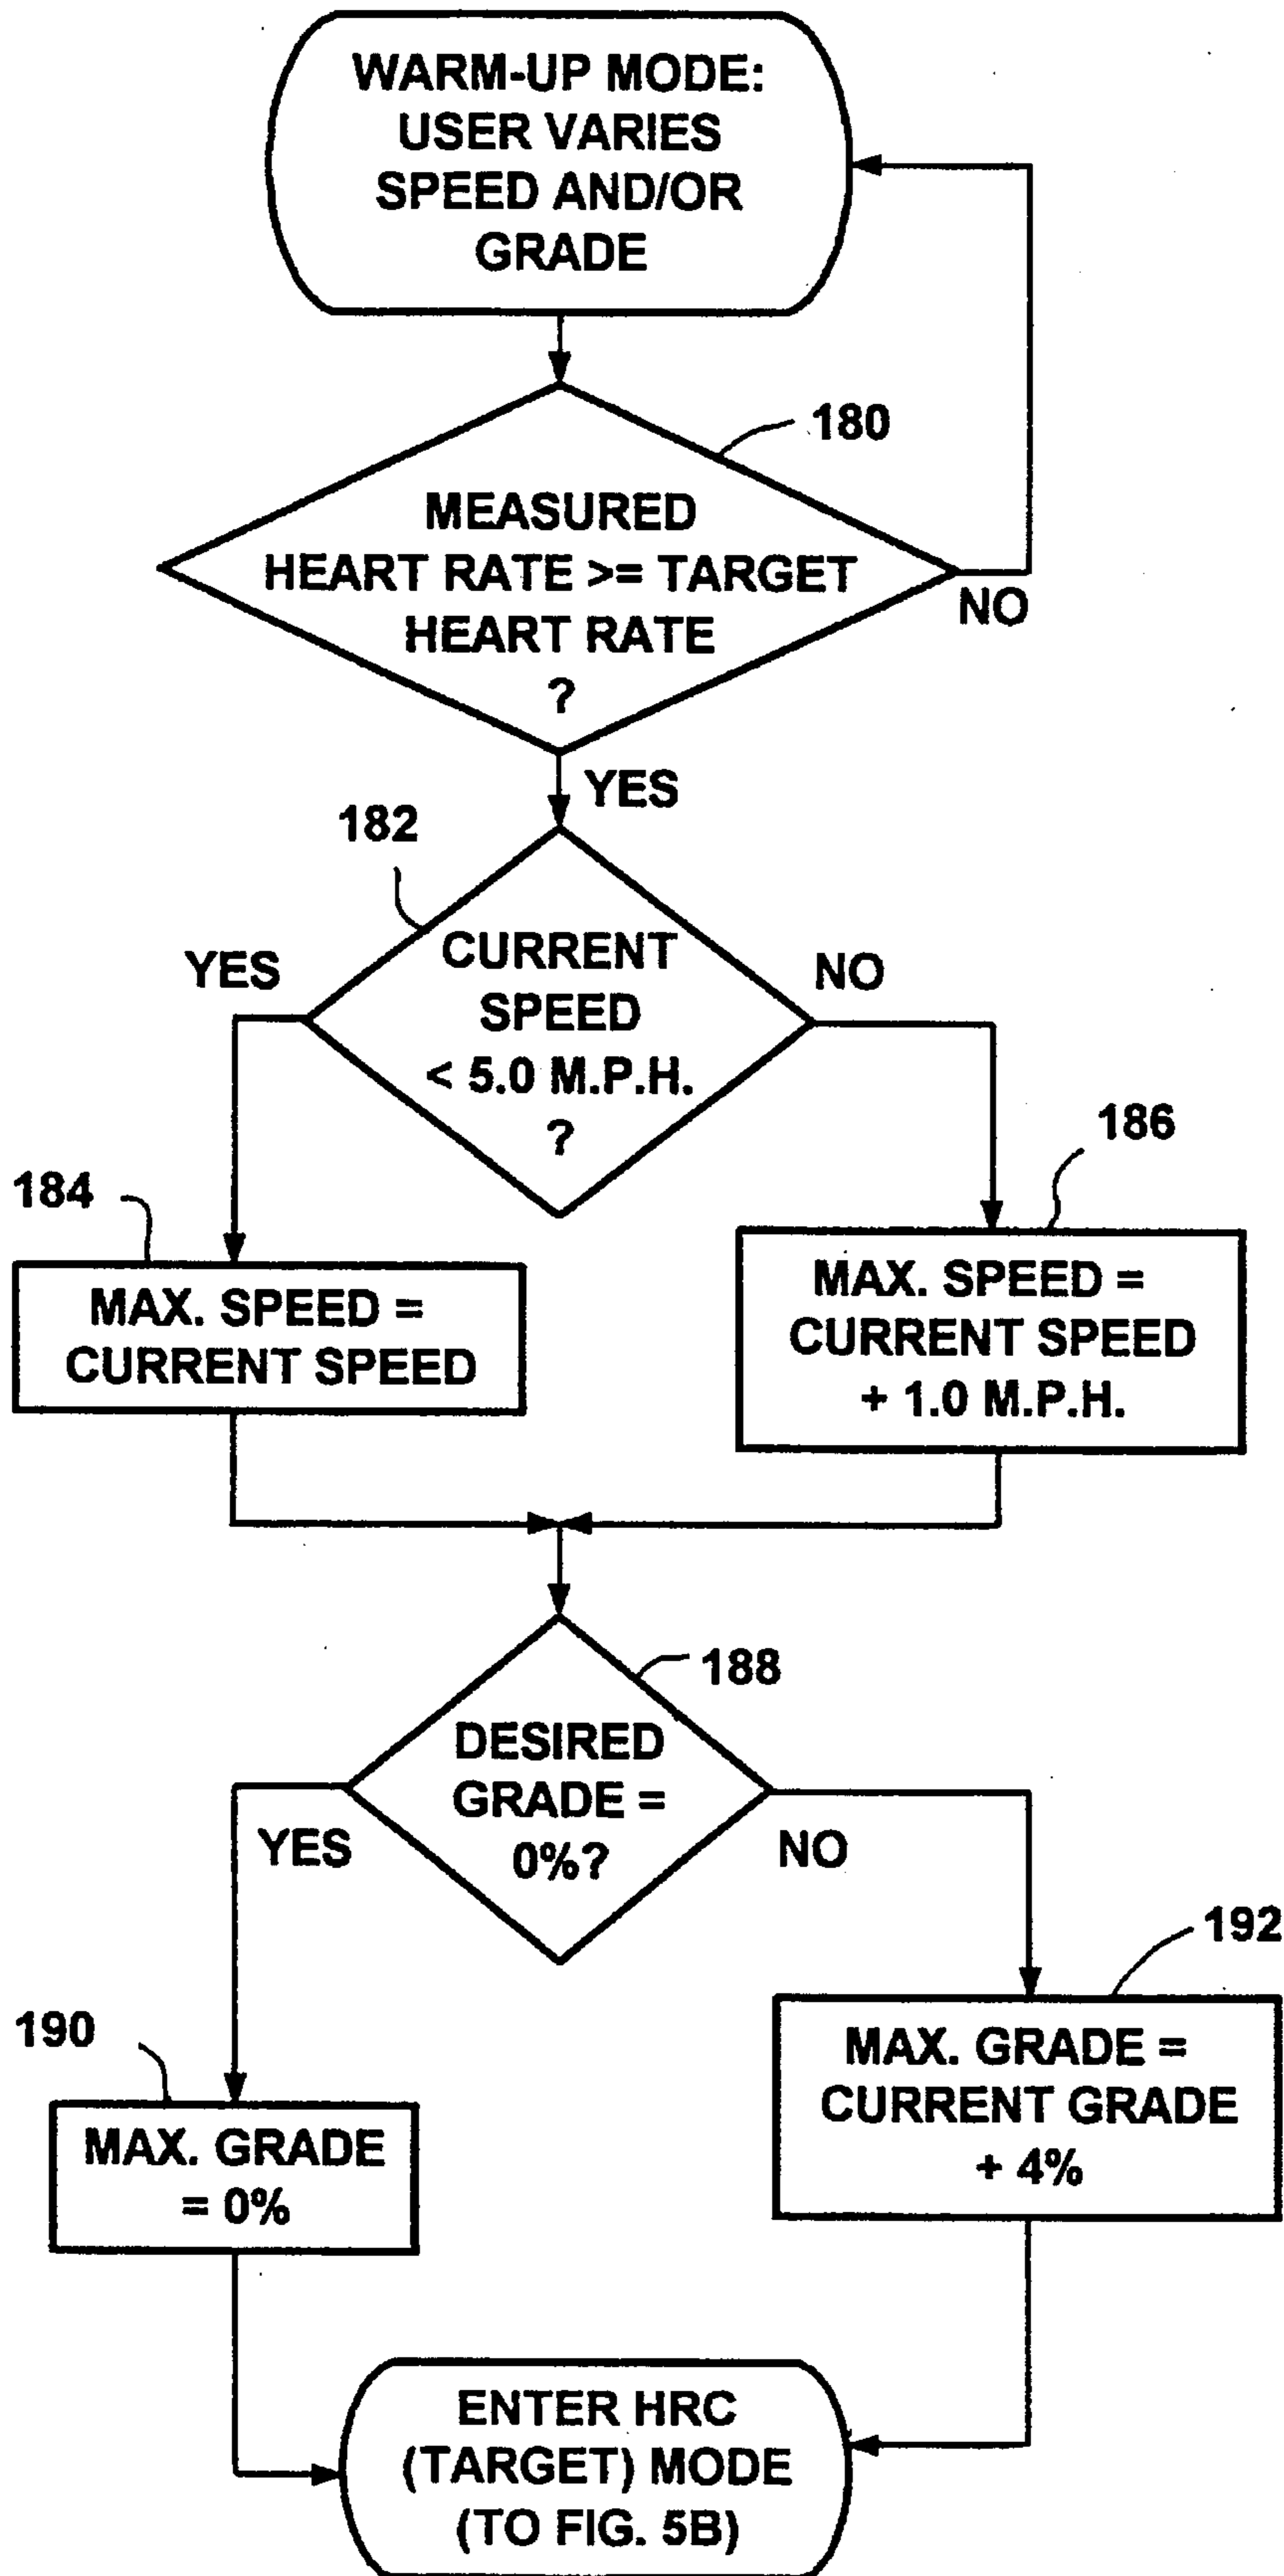 WARM-UP MODE:
USER VARIES
SPEED AND/OR
GRADE
180
MEASURED
HEART RATE >= TARGET
HEART RATE
?
NO
YES
182
CURRENT
SPEED
< 5.0 M.P.H.
?
YES
NO
184
MAX. SPEED =
CURRENT SPEED
186
MAX. SPEED =
CURRENT SPEED
+ 1.0 M.P.H.
188
DESIRED
GRADE =
0%?
YES
NO
190
MAX. GRADE
= 0%
192
MAX. GRADE =
CURRENT GRADE
+ 4%
ENTER HRC
(TARGET) MODE
(TO FIG. 5B)